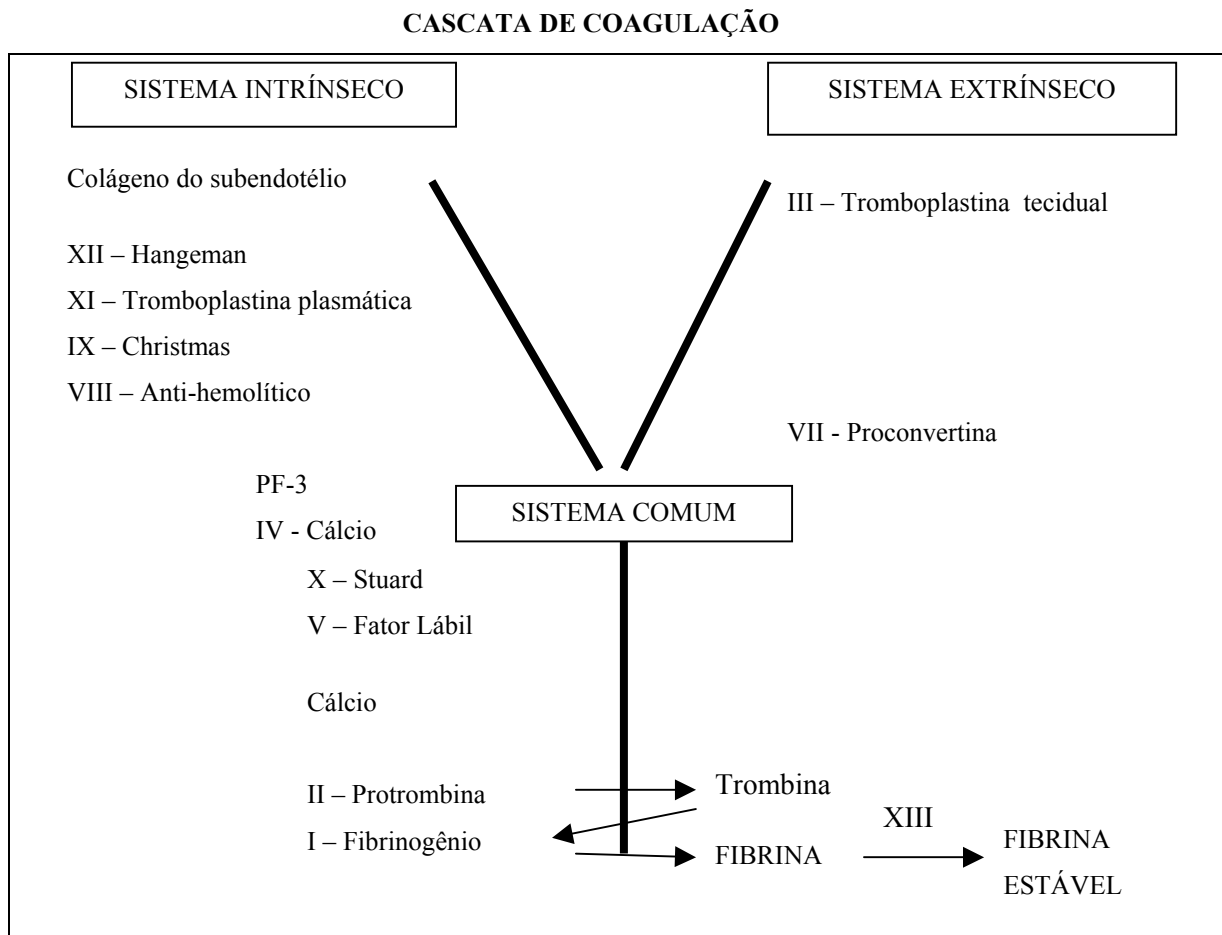 CASCATA DE COAGULAÇÃO
SISTEMA INTRÍNSECO
SISTEMA EXTRÍNSECO
Colágeno do subendotélio
III – Tromboplastina tecidual
XII – Hangeman
XI – Tromboplastina plasmática
IX – Christmas
VIII – Anti-hemolítico
VII - Proconvertina
PF-3
SISTEMA COMUM
IV - Cálcio
X – Stuard
V – Fator Lábil
Cálcio
II – Protrombina
Trombina
I – Fibrinogênio
FIBRINA
XIII
FIBRINA
ESTÁVEL